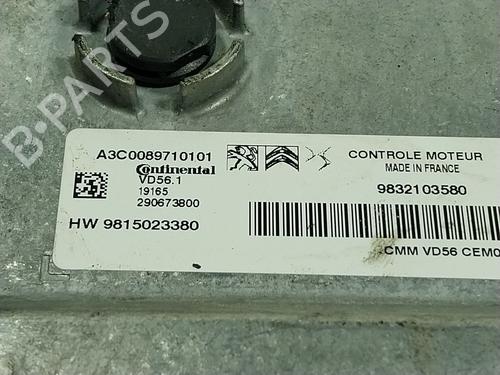 B-PARTS
A3C0089710101
Continental
VD56.1
19165
290673800
HW 9815023380
CONTROLE MOTEUR
MADE IN FRANCE
9832103580
CMM VD56 CEM0